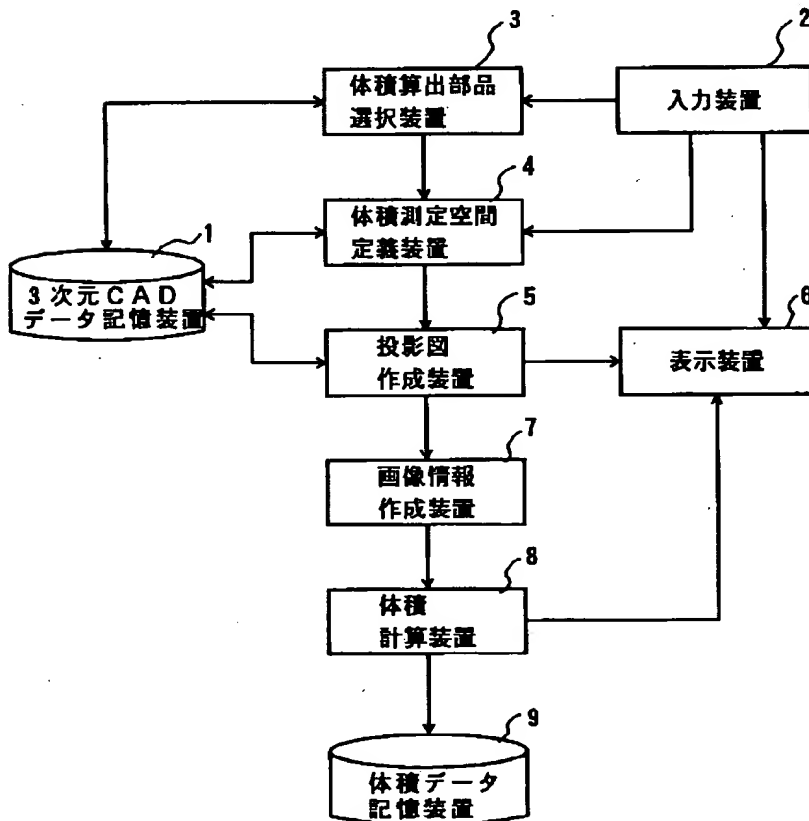 3
2
体積算出部品
選択装置
入力装置
4
体積測定空間
定義装置
1
3次元CAD
データ記憶装置
5
投影図
作成装置
6
表示装置
7
画像情報
作成装置
8
体積
計算装置
9
体積データ
記憶装置